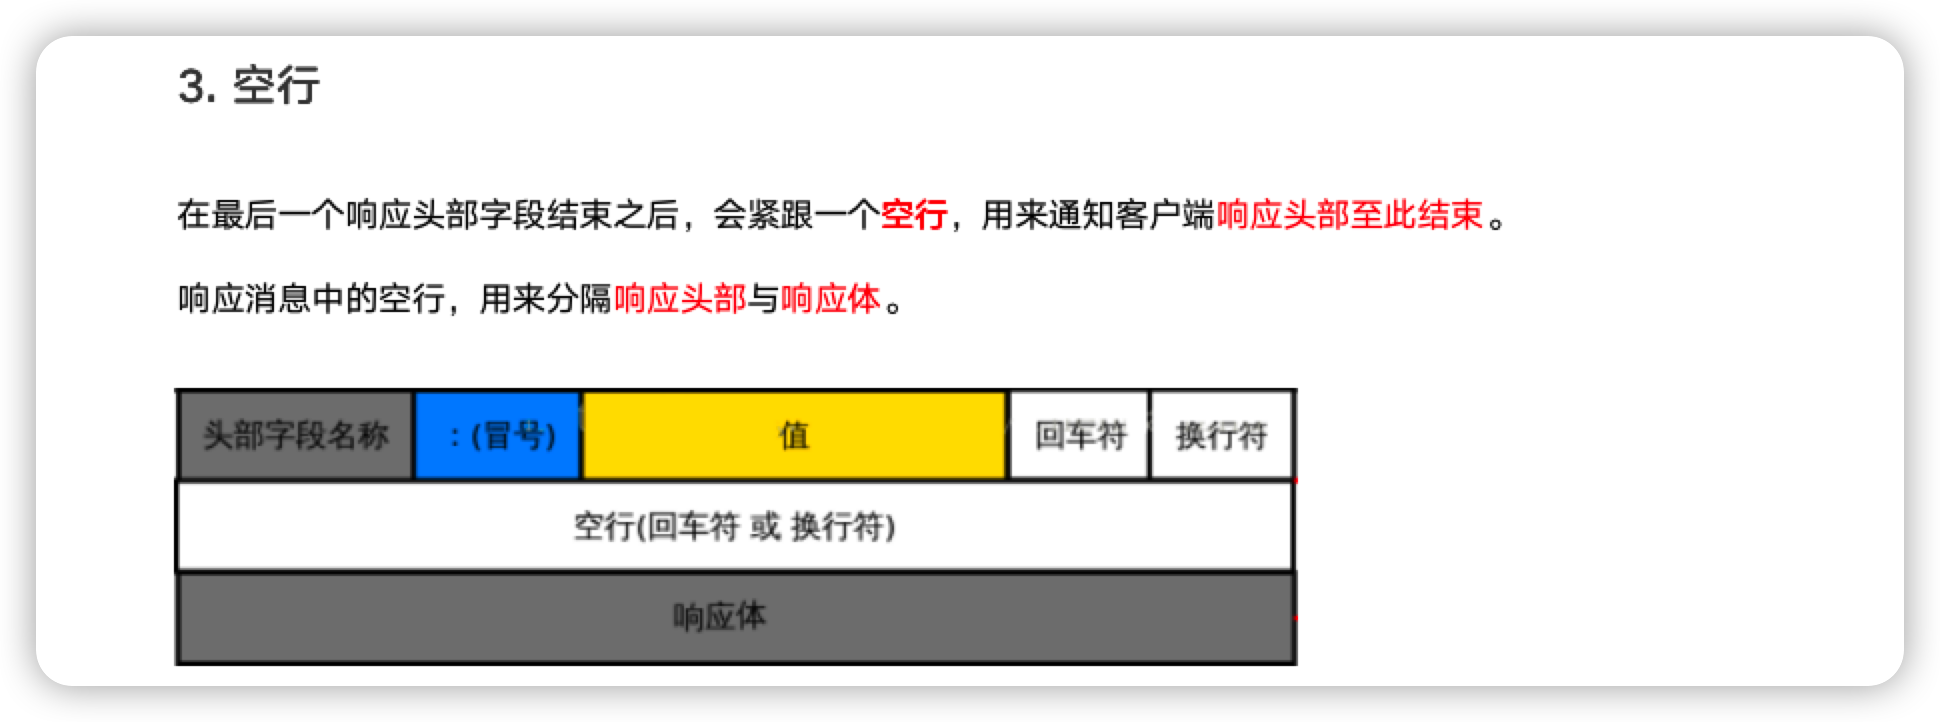 3. 空行
在最后一个响应头部字段结束之后，会紧跟一个空行，用来通知客户端响应头部至此结束。
响应消息中的空行，用来分隔响应头部与响应体。
头部字段名称 : (冒号) 值 回车符 换行符
空行(回车符 或 换行符)
响应体